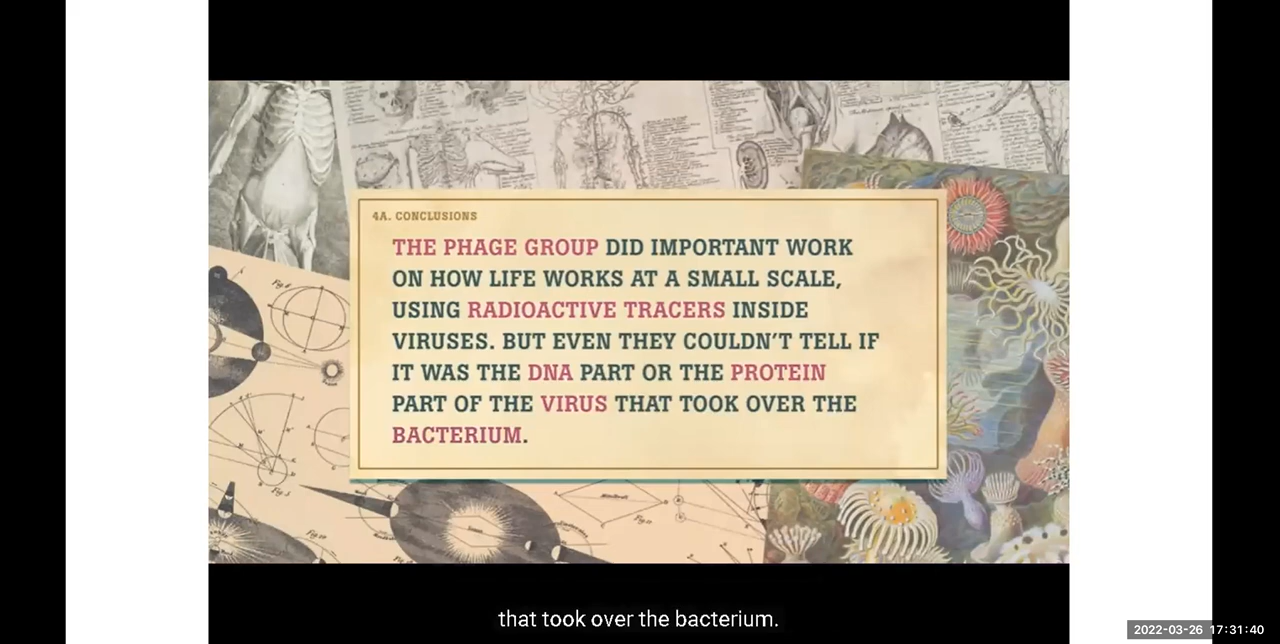 4A. CONCLUSIONS
THE PHAGE GROUP DID IMPORTANT WORK
ON HOW LIFE WORKS AT A SMALL SCALE,
USING RADIOACTIVE TRACERS INSIDE
VIRUSES. BUT EVEN THEY COULDN'T TELL IF
IT WAS THE DNA PART OR THE PROTEIN
PART OF THE VIRUS THAT TOOK OVER THE
BACTERIUM.
that took over the bacterium.
2022-03-26 17:31:40